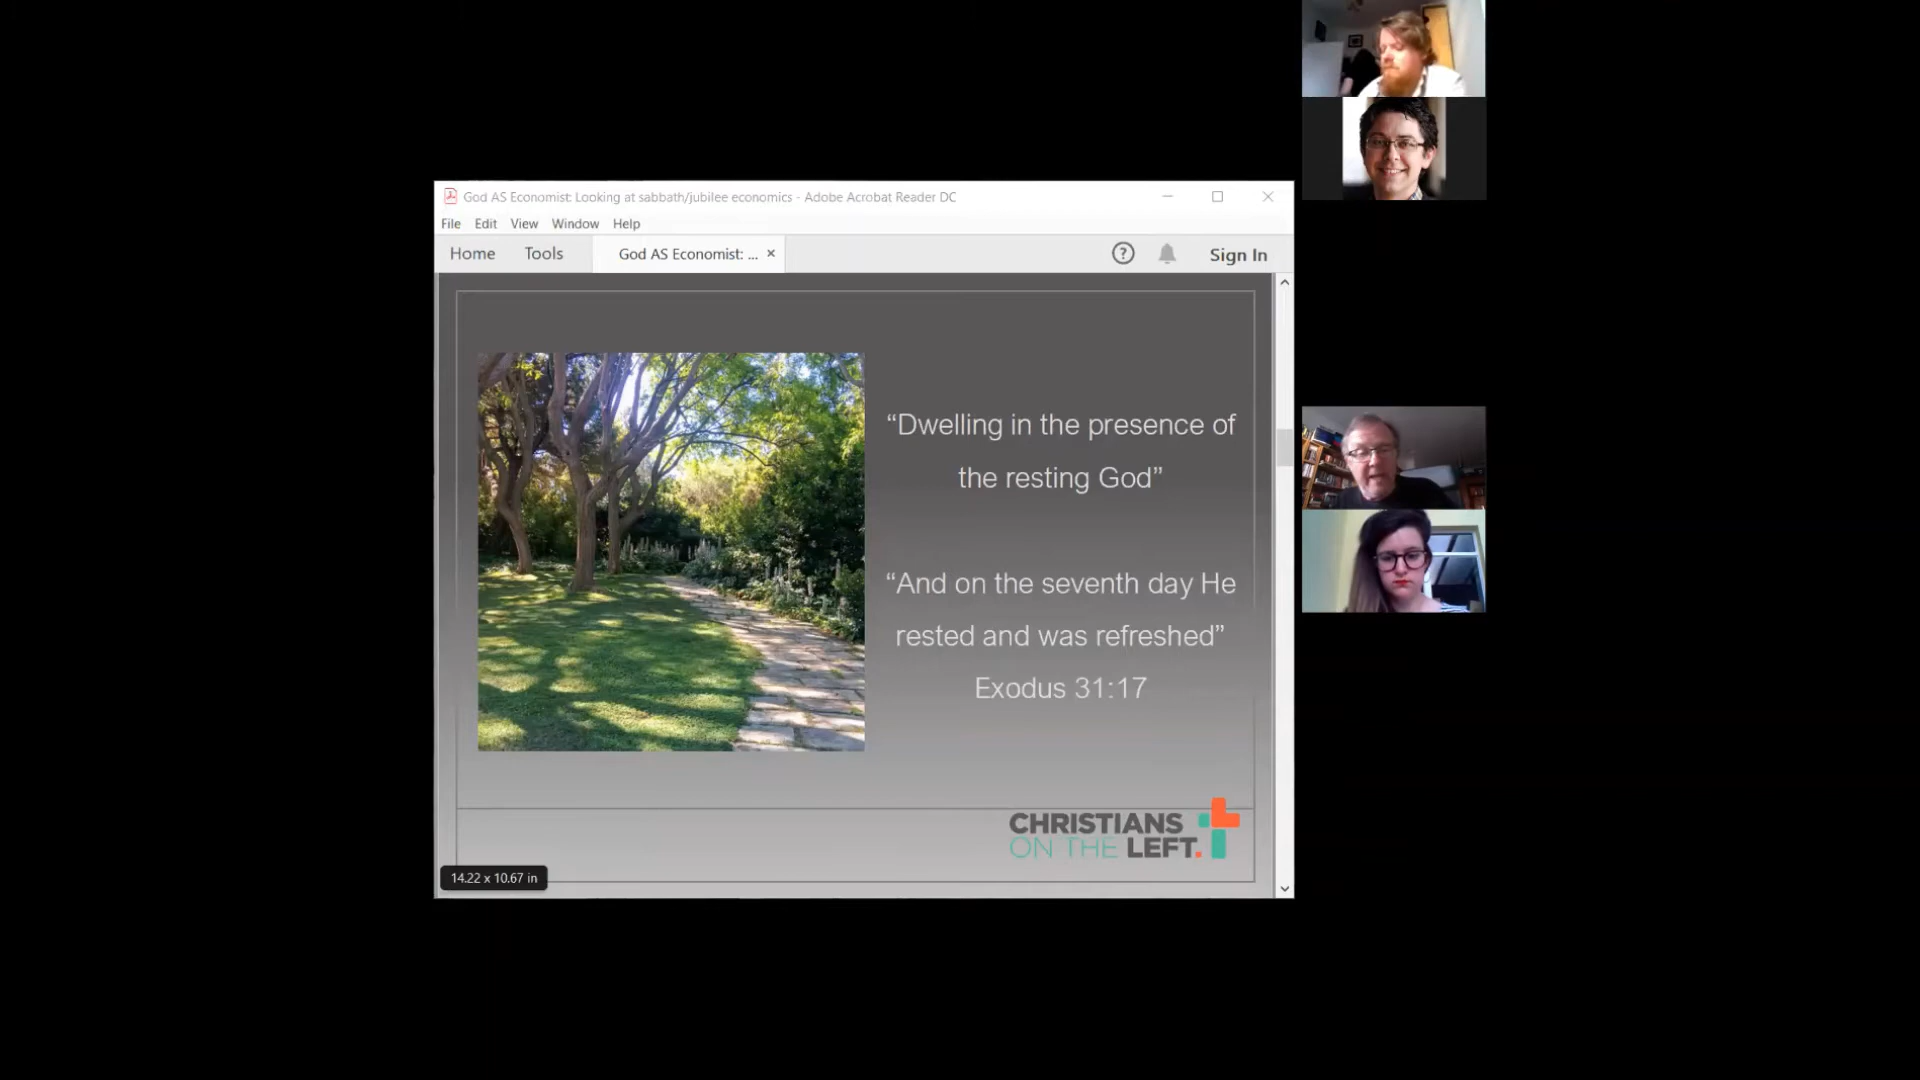 God AS Economist: Looking at sabbath/jubilee economics - Adobe Acrobat Reader DC
File Edit View Window Help
Home Tools God AS Economist: ... × ? Sign In
“Dwelling in the presence of
the resting God”
“And on the seventh day He
rested and was refreshed”
Exodus 31:17
CHRISTIANS
ON THE LEFT.
14.22 x 10.67 in